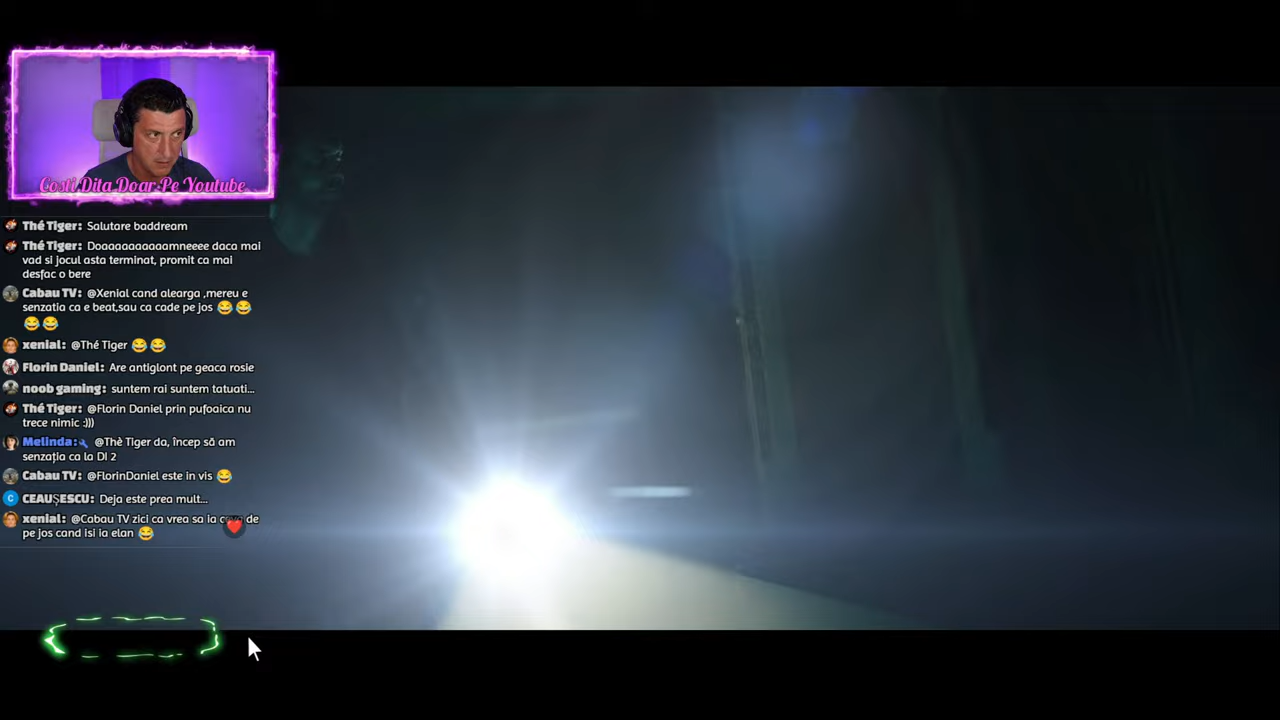 Costi Dita Doar Pe Youtube
Thé Tiger: Salutare baddream
Thé Tiger: Doaaaaaaaaaamneeee daca mai
vad si jocul asta terminat, promit ca mai
desfac o bere
Cabau TV: @Xenial cand alearga ,mereu e
senzatia ca e beat,sau ca cade pe jos 😂 😂
😂 😂
xenial: @Thé Tiger 😂 😂
Florin Daniel: Are antiglont pe geaca rosie
noob gaming: suntem rai suntem tatuati...
Thé Tiger: @Florin Daniel prin pufoaica nu
trece nimic :)))
Melinda: @Thè Tiger da, încep să am
senzația ca la DI 2
Cabau TV: @FlorinDaniel este in vis 😂
C CEAUȘESCU: Deja este prea mult...
xenial: @Cabau TV zici ca vrea sa ia de
pe jos cand isi ia elan 😂